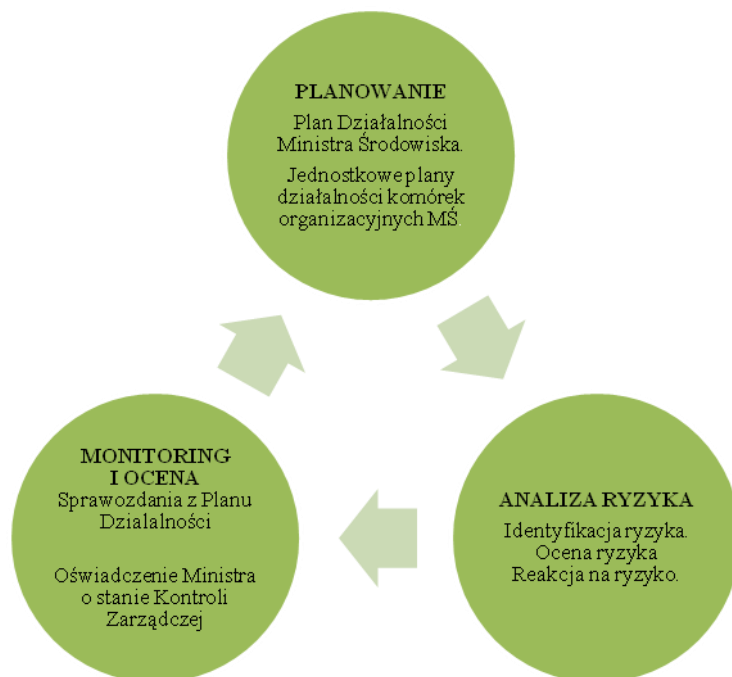 PLANOWANIE
Plan Działalności
Ministra Środowiska.
Jednostkowe plany
działalności komórek
organizacyjnych MŚ
ANALIZA RYZYKA
Identyfikacja ryzyka.
Ocena ryzyka
Reakcja na ryzyko.
MONITORING
I OCENA
Sprawozdania z Planu
Dzialalności
Oświadczenie Ministra
o stanie Kontroli
Zarządczej